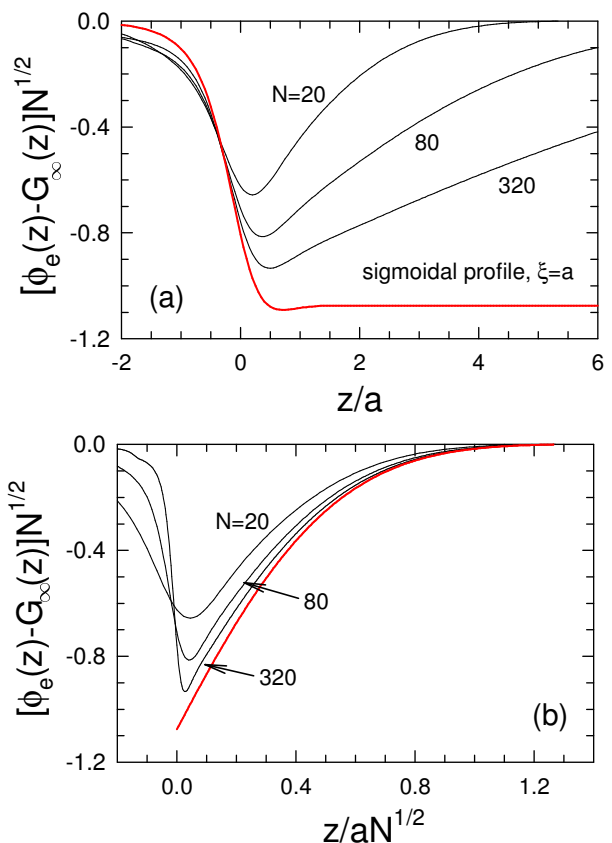 0.0
-0.4
-0.8
-1.2
[ϕₑ(z)-G∞(z)]N¹/²
N=20
80
320
sigmoidal profile, ξ=a
(a)
-2 0 2 4 6
z/a
0.0
-0.4
-0.8
-1.2
[ϕₑ(z)-G∞(z)]N¹/²
N=20
80
320
(b)
0.0 0.4 0.8 1.2
z/aN¹/²